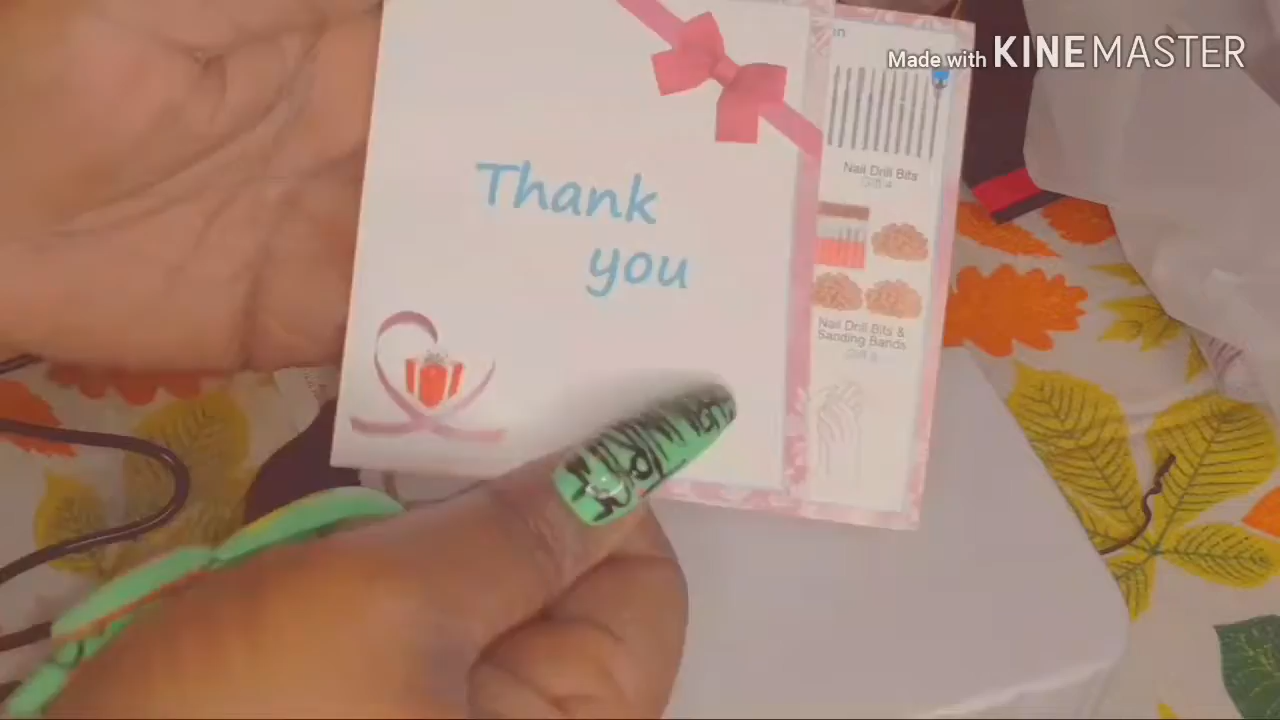 Made with KINEMASTER
Thank
you
Nail Drill Bits
Nail Drill Bits &
Sanding Bands